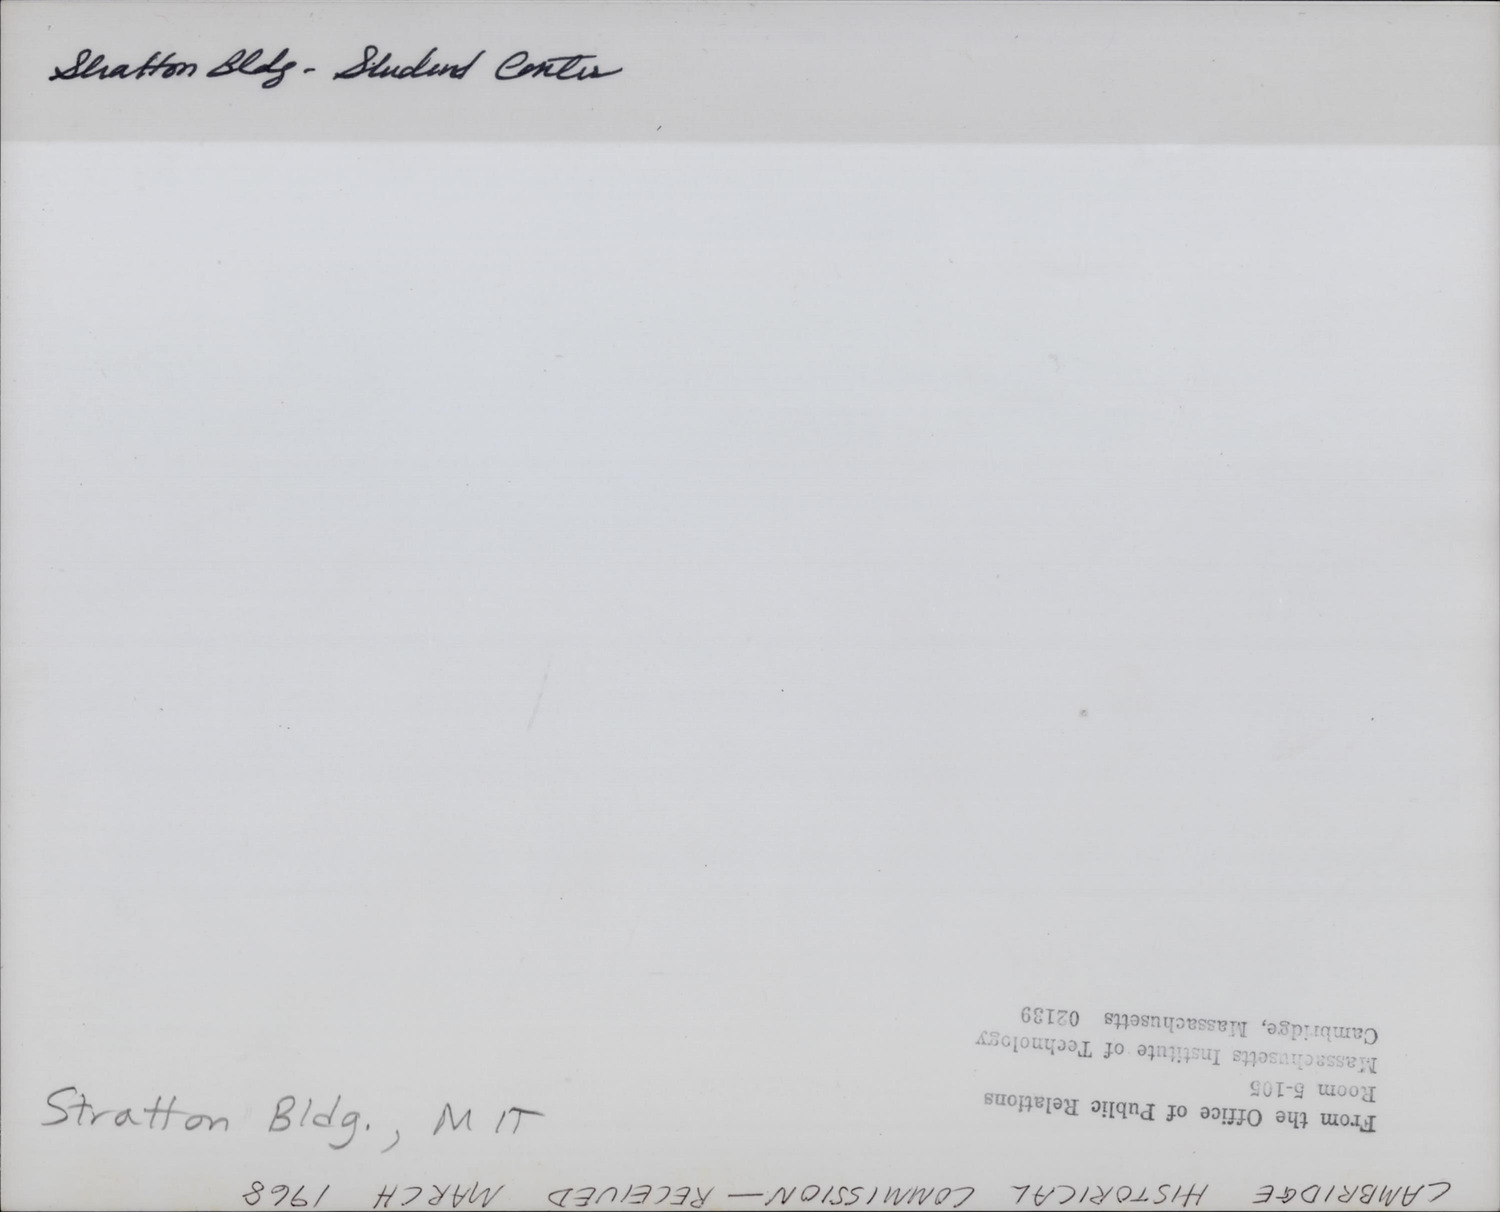 Stratton Bldg - Student Center
Stratton Bldg., MIT
From the Office of Public Relations
Room 5-105
Massachusetts Institute of Technology
Cambridge, Massachusetts 02139
CAMBRIDGE HISTORICAL COMMISSION — RECEIVED MARCH 1968